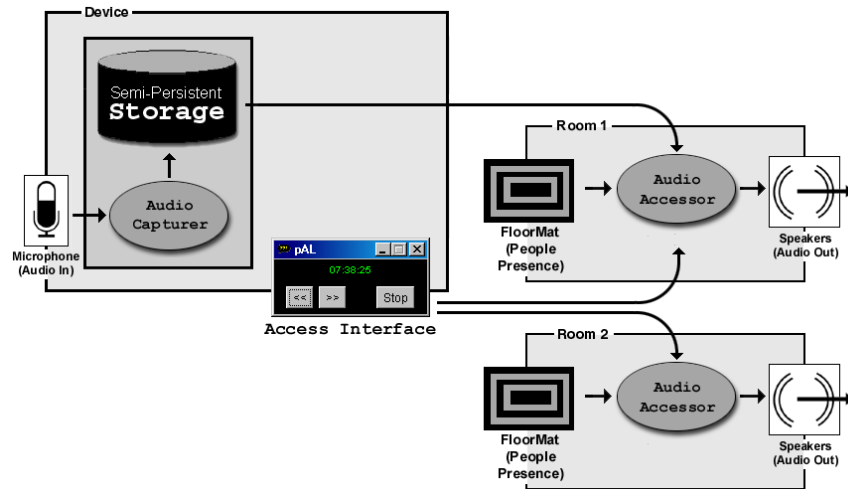 Device
Semi-Persistent
Storage
Audio
Capturer
Microphone
(Audio In)
pAL
07:38:25
<<
>>
Stop
Access Interface
Room 1
Audio
Accessor
FloorMat
(People
Presence)
Speakers
(Audio Out)
Room 2
Audio
Accessor
FloorMat
(People
Presence)
Speakers
(Audio Out)